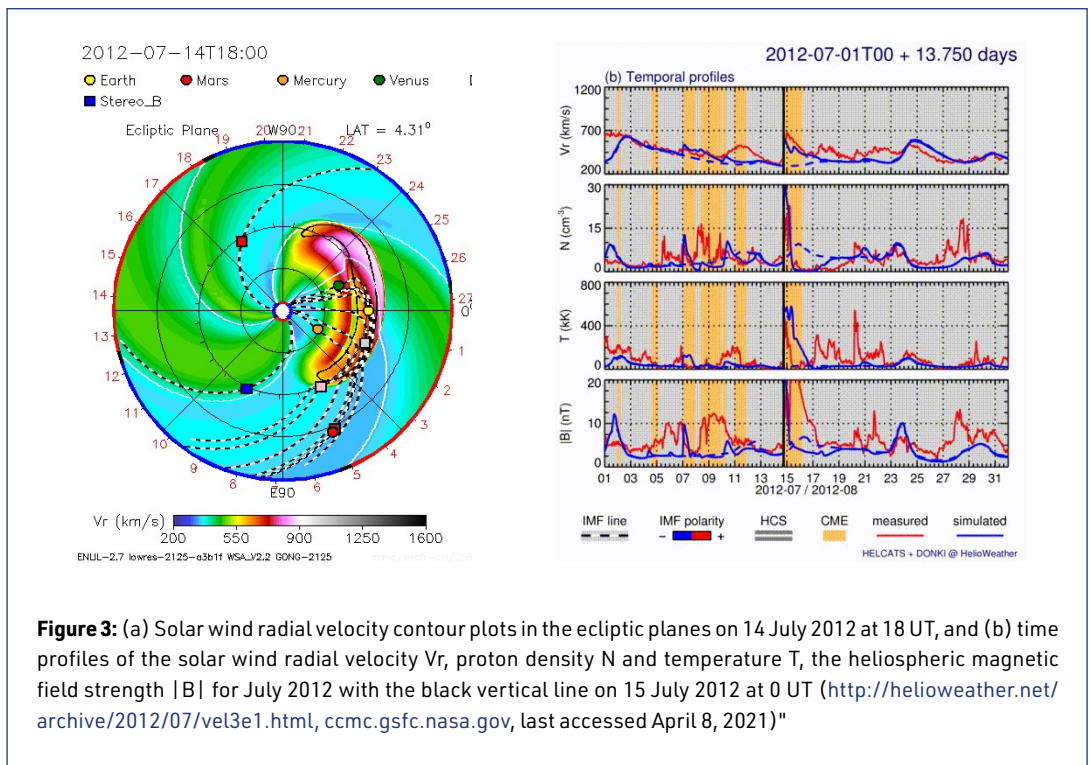 2012-07-14T18:00
Earth Mars Mercury Venus
Stereo_B
Ecliptic Plane W90 LAT = 4.31°
20 21
19 22
18 23
17 24
16 25
15 26
14 27
0°
13 1
12 2
11 3
10 4
9 5
8 6
E90
Vr (km/s)
200 550 900 1250 1600
ENLIL-2.7 lowres-2125-a3b1f WSA_V2.2 GONG-2125
2012-07-01T00 + 13.750 days
(b) Temporal profiles
1200
700
200
Vr (km/s)
30
15
0
N (cm⁻³)
800
400
0
T (kK)
20
10
0
|B| (nT)
01 03 05 07 09 11 13 15 17 19 21 23 25 27 29 31
2012-07 / 2012-08
IMF line IMF polarity HCS CME measured simulated
- +
HELCATS + DONKI @ HelioWeather
Figure 3: (a) Solar wind radial velocity contour plots in the ecliptic planes on 14 July 2012 at 18 UT, and (b) time
profiles of the solar wind radial velocity Vr, proton density N and temperature T, the heliospheric magnetic
field strength |B| for July 2012 with the black vertical line on 15 July 2012 at 0 UT (http://helioweather.net/
archive/2012/07/vel3e1.html, ccmc.gsfc.nasa.gov, last accessed April 8, 2021)"